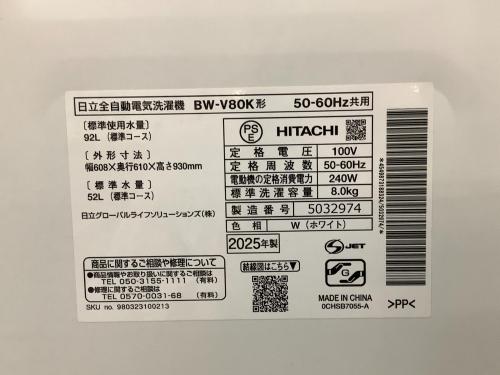 日立全自動電気洗濯機 BW-V80K形 50-60Hz共用
〔標準使用水量〕
92L（標準コース）
〔外形寸法〕
幅608×奥行610×高さ930mm
〔標準水量〕
52L（標準コース）
日立グローバルライフソリューションズ（株）
PSE HITACHI
定格電圧 100V
定格周波数 50-60Hz
電動機の定格消費電力 240W
標準洗濯容量 8.0kg
製造番号 5032974
色相 W（ホワイト）
2025年製
S-JET
商品に関するご相談や修理について
●商品情報やお取り扱いに関するご相談
TEL 050-3155-1111（有料）
●修理に関するご相談
TEL 0570-0031-68（有料）
SKU no. 980323100213
結線図はこちら▼
G
MADE IN CHINA
0CHSB7055-A
>PP<